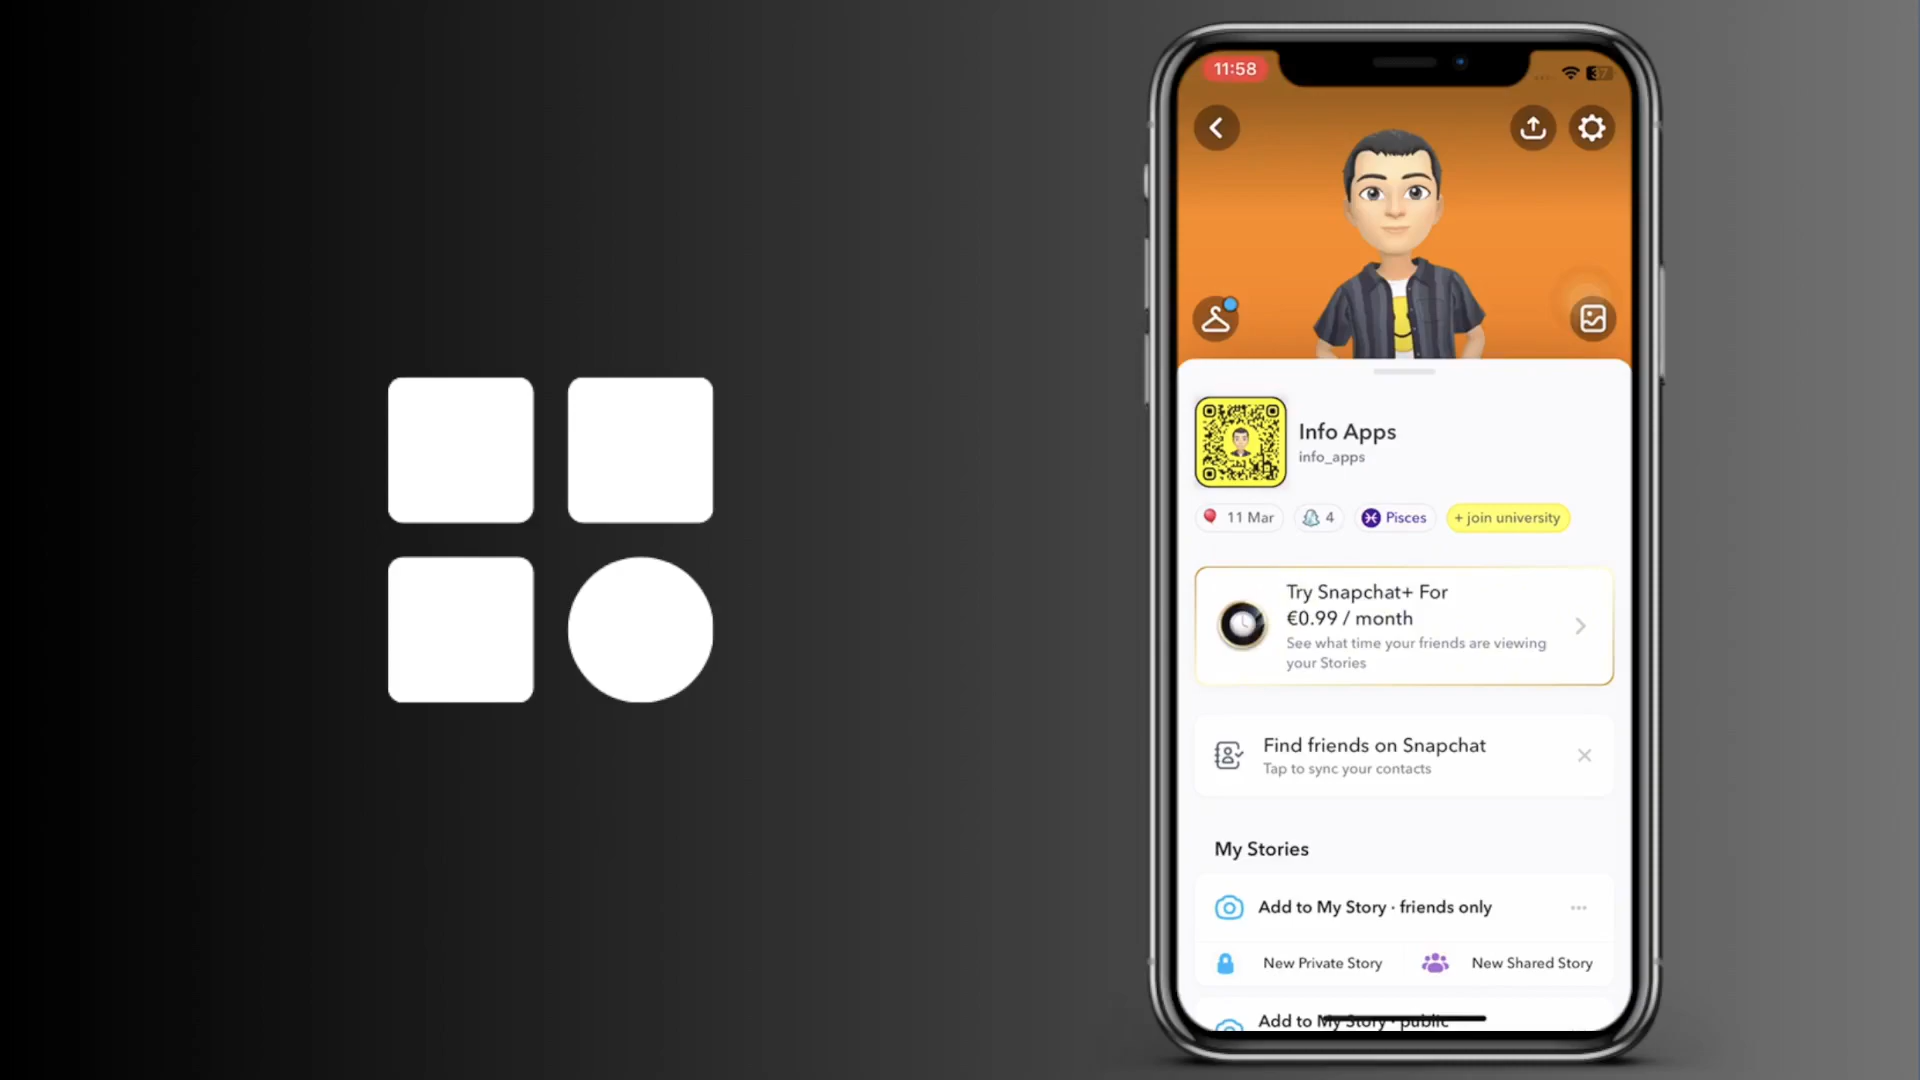 11:58
37
Info Apps
info_apps
11 Mar
4
Pisces
+ join university
Try Snapchat+ For
€0.99 / month
See what time your friends are viewing
your Stories
Find friends on Snapchat
Tap to sync your contacts
My Stories
Add to My Story · friends only
New Private Story
New Shared Story
Add to My Story · public